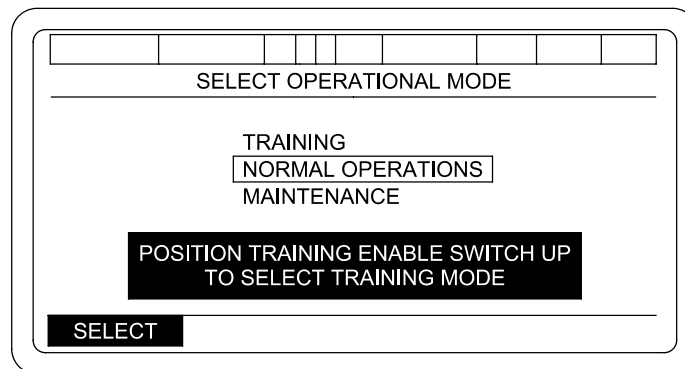 SELECT OPERATIONAL MODE
TRAINING
NORMAL OPERATIONS
MAINTENANCE
POSITION TRAINING ENABLE SWITCH UP
TO SELECT TRAINING MODE
SELECT